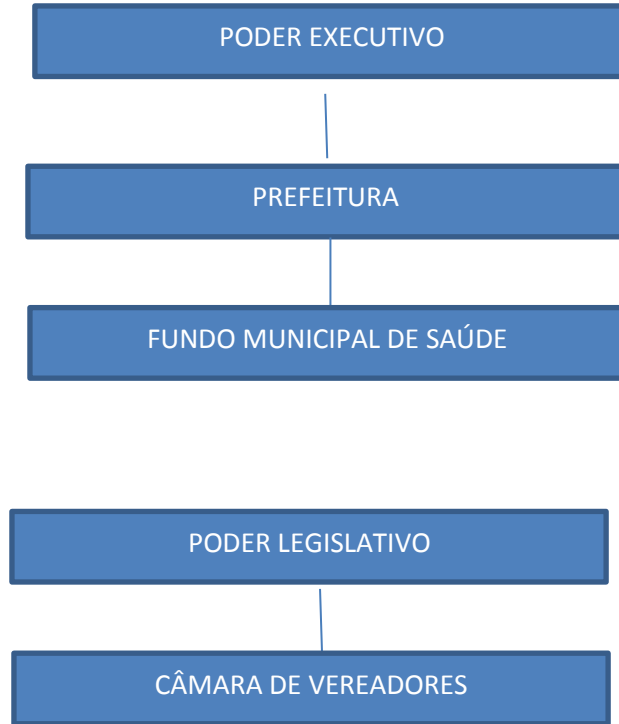 PODER EXECUTIVO
PREFEITURA
FUNDO MUNICIPAL DE SAÚDE
PODER LEGISLATIVO
CÂMARA DE VEREADORES